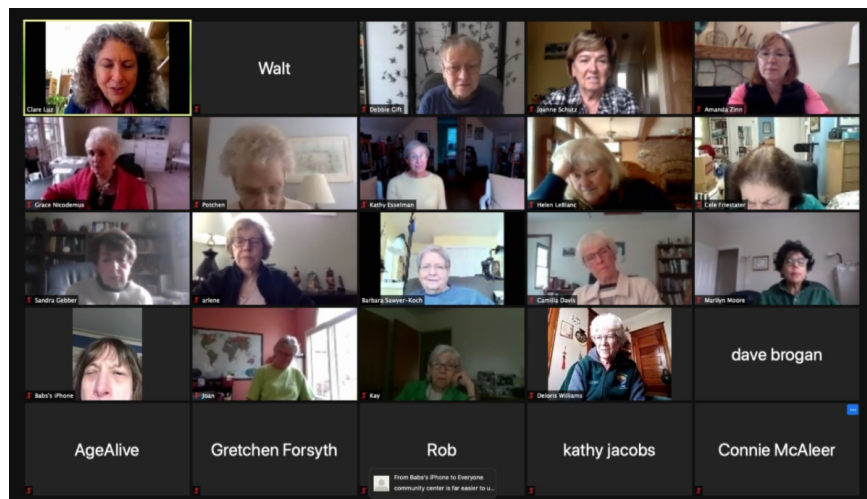 Clare Luz
Walt
Debbie Gift
Joanne Schutz
Amanda Zinn
Grace Nicodemus
Potchen
Kathy Esselman
Helen LeBlanc
Cele Friestater
Sandra Gebber
arlene
Barbara Sawyer-Koch
Camilla Davis
Marilyn Moore
Babs's iPhone
Joan
Kay
Deloris Williams
dave brogan
AgeAlive
Gretchen Forsyth
Rob
kathy jacobs
Connie McAleer
From Babs's iPhone to Everyone
community center is far easier to u...